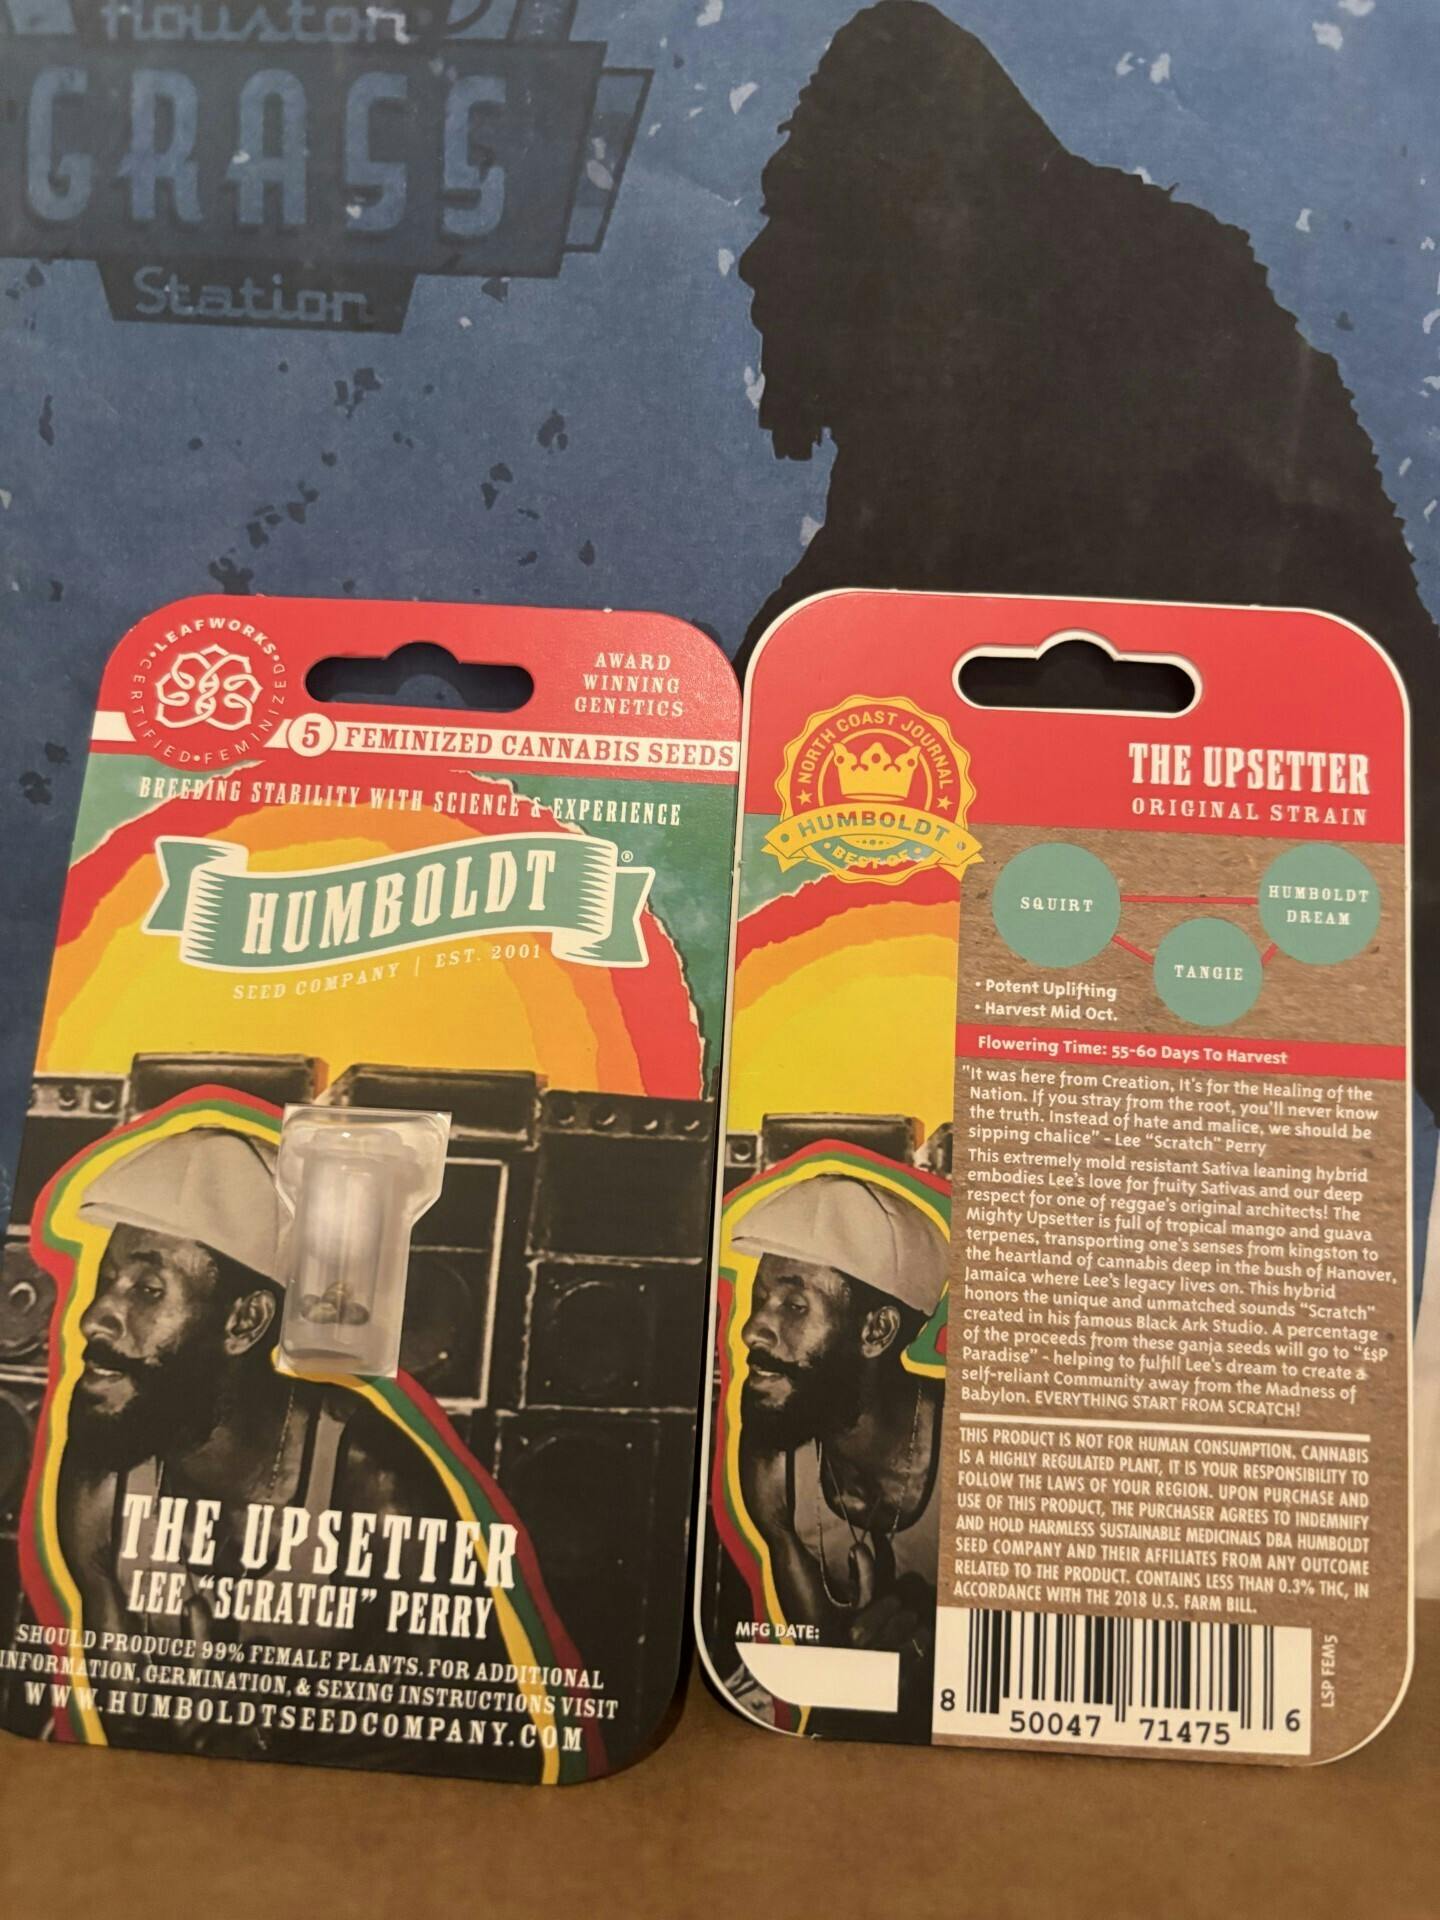 Houston
GRASS
Station
LEAFWORKS
CERTIFIED • FEMINIZED
AWARD
WINNING
GENETICS
5 FEMINIZED CANNABIS SEEDS
BREEDING STABILITY WITH SCIENCE & EXPERIENCE
HUMBOLDT®
SEED COMPANY | EST. 2001
THE UPSETTER
LEE “SCRATCH” PERRY
SHOULD PRODUCE 99% FEMALE PLANTS. FOR ADDITIONAL
INFORMATION, GERMINATION, & SEXING INSTRUCTIONS VISIT
WWW.HUMBOLDTSEEDCOMPANY.COM
NORTH COAST JOURNAL
HUMBOLDT
BEST OF
THE UPSETTER
ORIGINAL STRAIN
SQUIRT
HUMBOLDT
DREAM
TANGIE
• Potent Uplifting
• Harvest Mid Oct.
Flowering Time: 55-60 Days To Harvest
"It was here from Creation, It's for the Healing of the
Nation. If you stray from the root, you'll never know
the truth. Instead of hate and malice, we should be
sipping chalice" - Lee "Scratch" Perry
This extremely mold resistant Sativa leaning hybrid
embodies Lee's love for fruity Sativas and our deep
respect for one of reggae's original architects! The
Mighty Upsetter is full of tropical mango and guava
terpenes, transporting one's senses from kingston to
the heartland of cannabis deep in the bush of Hanover,
Jamaica where Lee's legacy lives on. This hybrid
honors the unique and unmatched sounds "Scratch"
created in his famous Black Ark Studio. A percentage
of the proceeds from these ganja seeds will go to "£$P
Paradise" - helping to fulfill Lee's dream to create a
self-reliant Community away from the Madness of
Babylon. EVERYTHING START FROM SCRATCH!
THIS PRODUCT IS NOT FOR HUMAN CONSUMPTION. CANNABIS
IS A HIGHLY REGULATED PLANT, IT IS YOUR RESPONSIBILITY TO
FOLLOW THE LAWS OF YOUR REGION. UPON PURCHASE AND
USE OF THIS PRODUCT, THE PURCHASER AGREES TO INDEMNIFY
AND HOLD HARMLESS SUSTAINABLE MEDICINALS DBA HUMBOLDT
SEED COMPANY AND THEIR AFFILIATES FROM ANY OUTCOME
RELATED TO THE PRODUCT. CONTAINS LESS THAN 0.3% THC, IN
ACCORDANCE WITH THE 2018 U.S. FARM BILL.
MFG DATE:
8 50047 71475 6
LSP FEM5